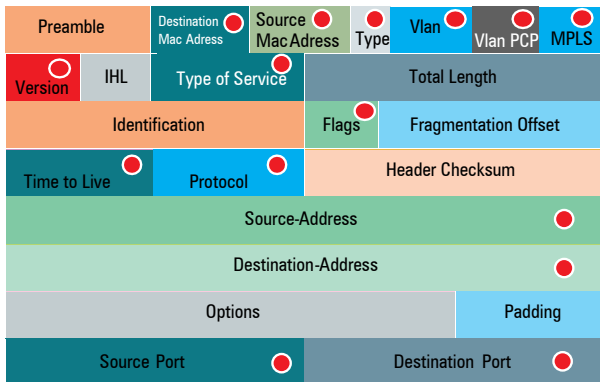 Preamble
Destination
Mac Adress
Source
Mac Adress
Type
Vlan
Vlan PCP
MPLS
Version
IHL
Type of Service
Total Length
Identification
Flags
Fragmentation Offset
Time to Live
Protocol
Header Checksum
Source-Address
Destination-Address
Options
Padding
Source Port
Destination Port